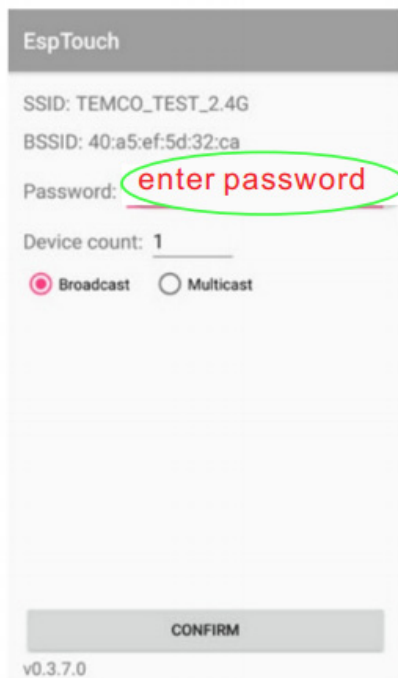 EspTouch
SSID: TEMCO_TEST_2.4G
BSSID: 40:a5:ef:5d:32:ca
Password: enter password
Device count: 1
Broadcast Multicast
CONFIRM
v0.3.7.0